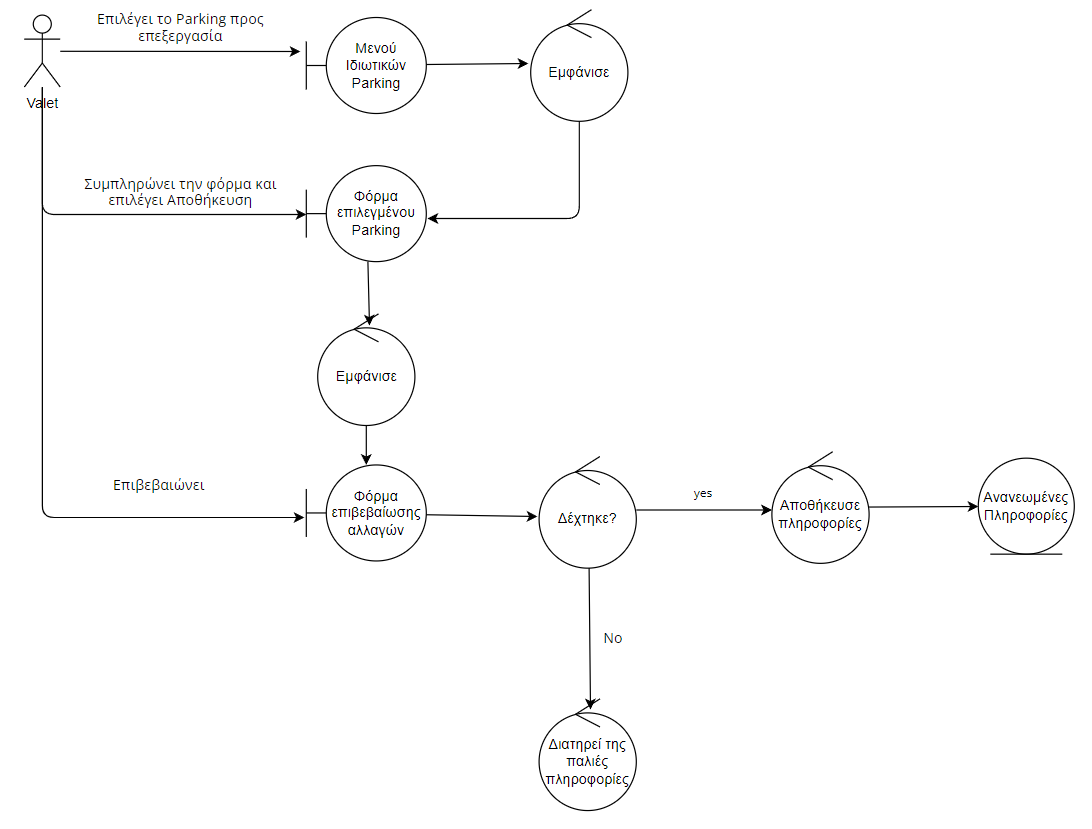 Επιλέγει το Parking προς
επεξεργασία
Μενού
Ιδιωτικών
Parking
Εμφάνισε
Valet
Συμπληρώνει την φόρμα και
επιλέγει Αποθήκευση
Φόρμα
επιλεγμένου
Parking
Εμφάνισε
Επιβεβαιώνει
Φόρμα
επιβεβαίωσης
αλλαγών
Δέχτηκε?
yes
Αποθήκευσε
πληροφορίες
Ανανεωμένες
Πληροφορίες
No
Διατηρεί της
παλιές
πληροφορίες